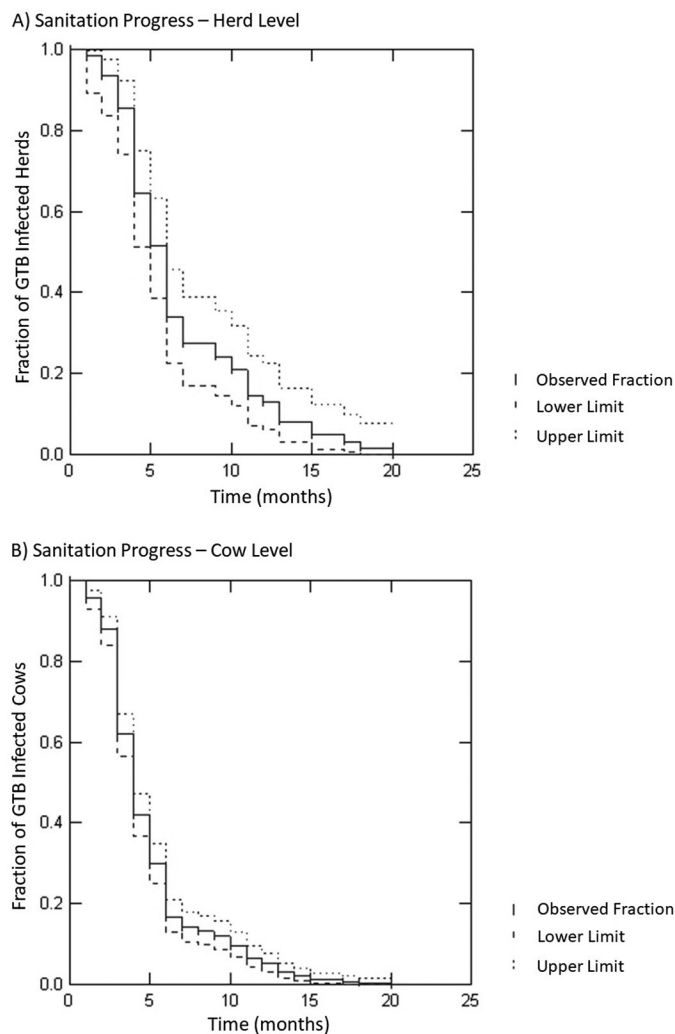 A) Sanitation Progress – Herd Level
1.0
0.8
0.6
0.4
0.2
0.0
Fraction of GTB Infected Herds
0 5 10 15 20 25
Time (months)
Observed Fraction
Lower Limit
Upper Limit
B) Sanitation Progress – Cow Level
1.0
0.8
0.6
0.4
0.2
0.0
Fraction of GTB Infected Cows
0 5 10 15 20 25
Time (months)
Observed Fraction
Lower Limit
Upper Limit